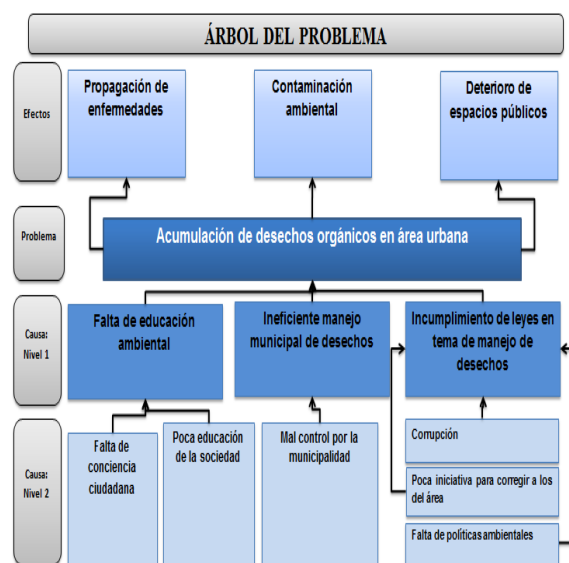 ÁRBOL DEL PROBLEMA
Efectos
Propagación de
enfermedades
Contaminación
ambiental
Deterioro de
espacios públicos
Problema
Acumulación de desechos orgánicos en área urbana
Causa:
Nivel 1
Falta de educación
ambiental
Ineficiente manejo
municipal de desechos
Incumplimiento de leyes en
tema de manejo de
desechos
Causa:
Nivel 2
Falta de
conciencia
ciudadana
Poca educación
de la sociedad
Mal control por la
municipalidad
Corrupción
Poca iniciativa para corregir a los
del área
Falta de políticas ambientales